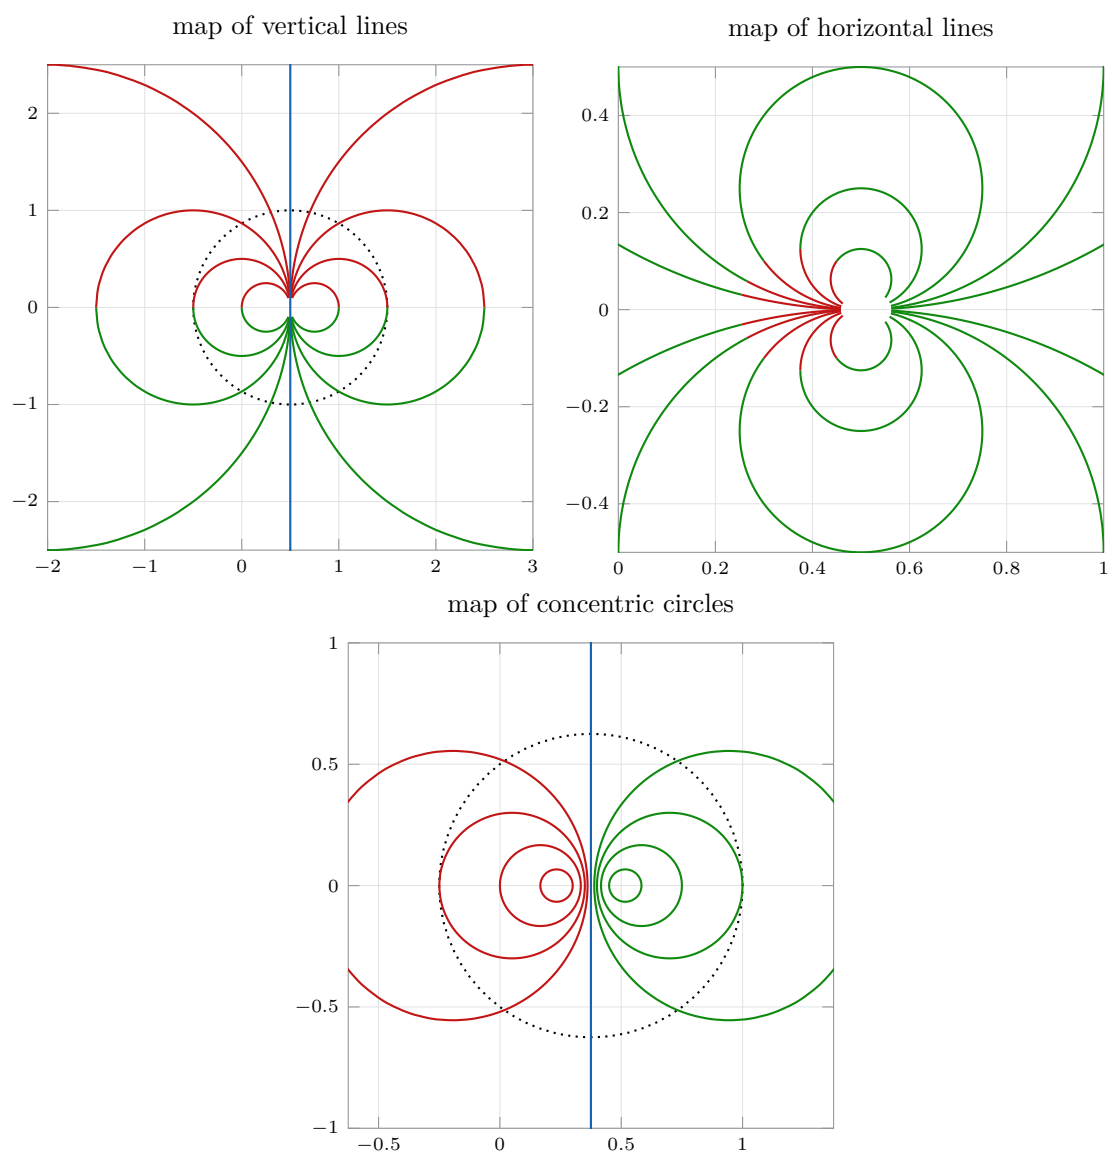 map of vertical lines
2
1
0
−1
−2
−2 −1 0 1 2 3
map of horizontal lines
0.4
0.2
0
−0.2
−0.4
0 0.2 0.4 0.6 0.8 1
map of concentric circles
1
0.5
0
−0.5
−1
−0.5 0 0.5 1